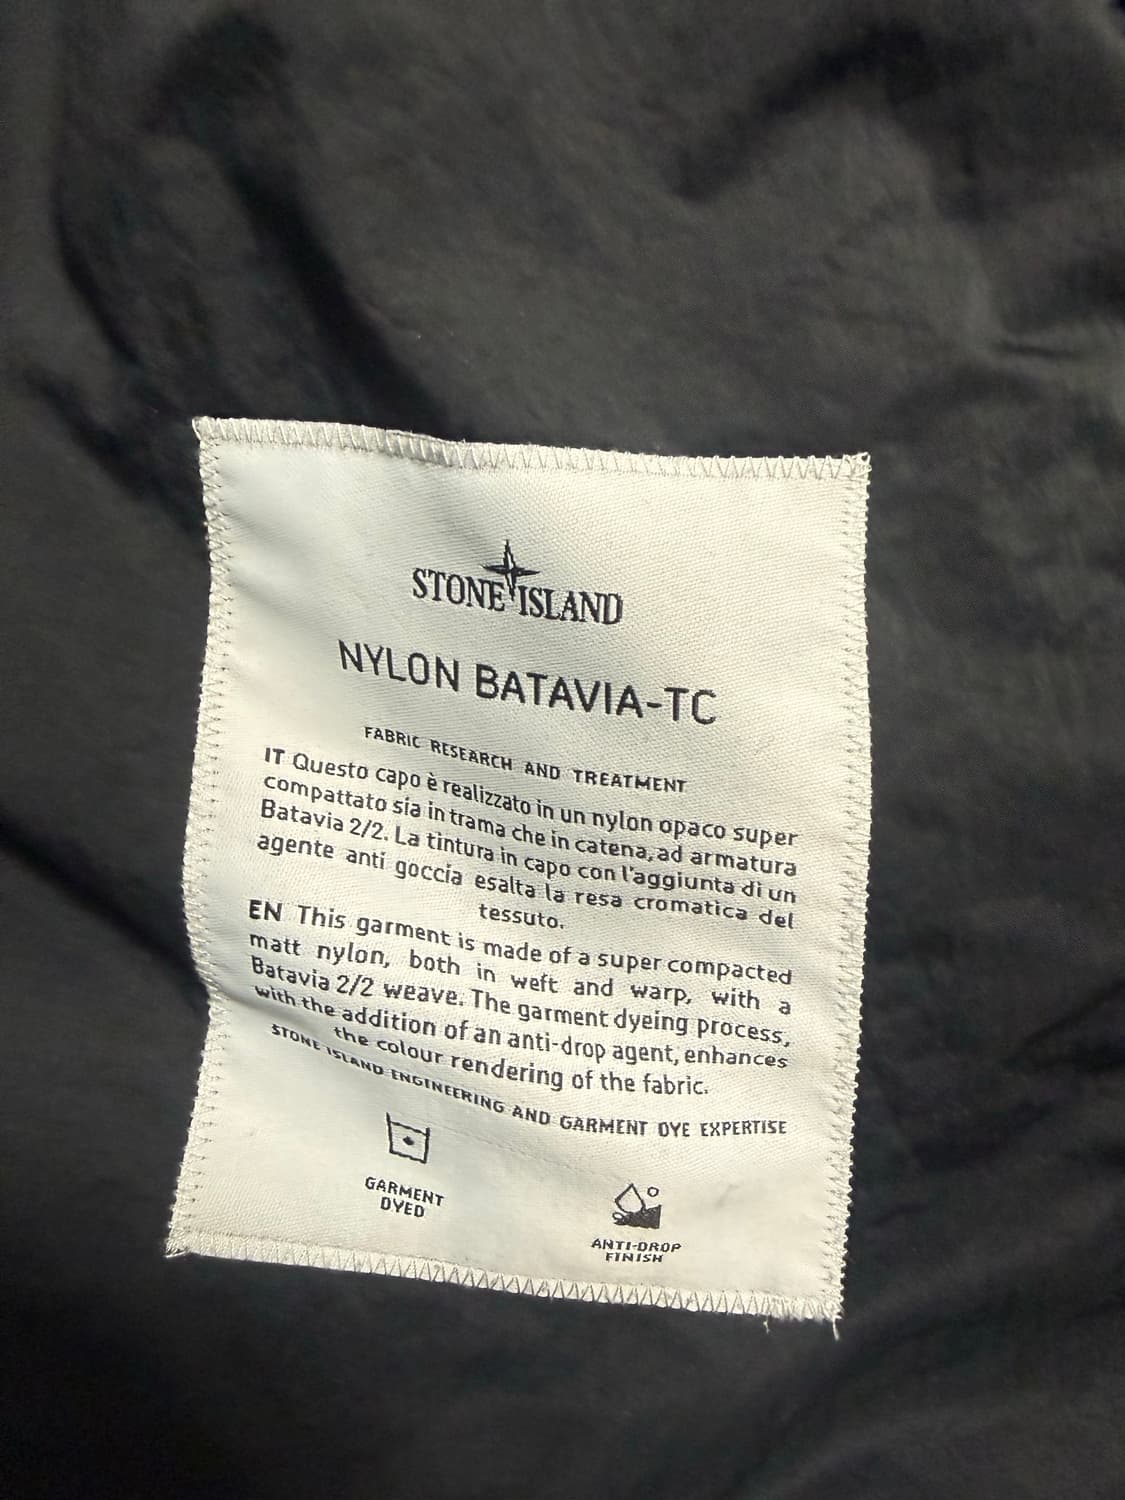 STONE ISLAND
NYLON BATAVIA-TC
FABRIC RESEARCH AND TREATMENT
IT Questo capo è realizzato in un nylon opaco super
compattato sia in trama che in catena, ad armatura
Batavia 2/2. La tintura in capo con l'aggiunta di un
agente anti goccia esalta la resa cromatica del
tessuto.
EN This garment is made of a super compacted
matt nylon, both in weft and warp, with a
Batavia 2/2 weave. The garment dyeing process,
with the addition of an anti-drop agent, enhances
the colour rendering of the fabric.
STONE ISLAND ENGINEERING AND GARMENT DYE EXPERTISE
GARMENT
DYED
ANTI-DROP
FINISH